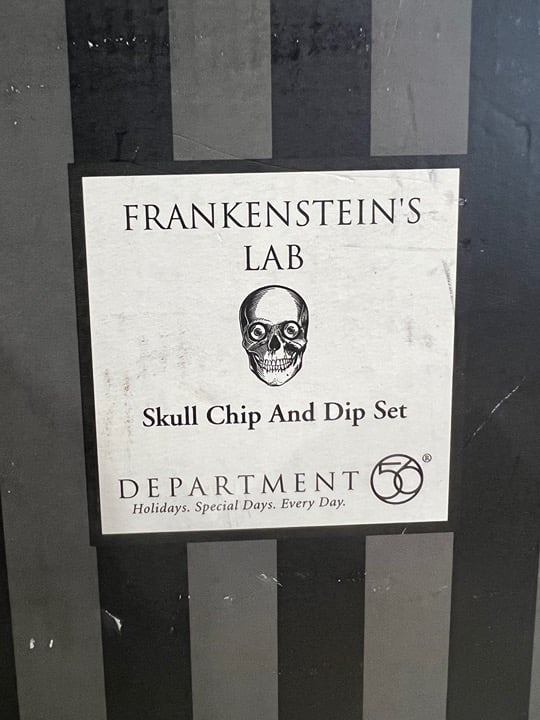 FRANKENSTEIN'S
LAB
Skull Chip And Dip Set
DEPARTMENT 56®
Holidays. Special Days. Every Day.